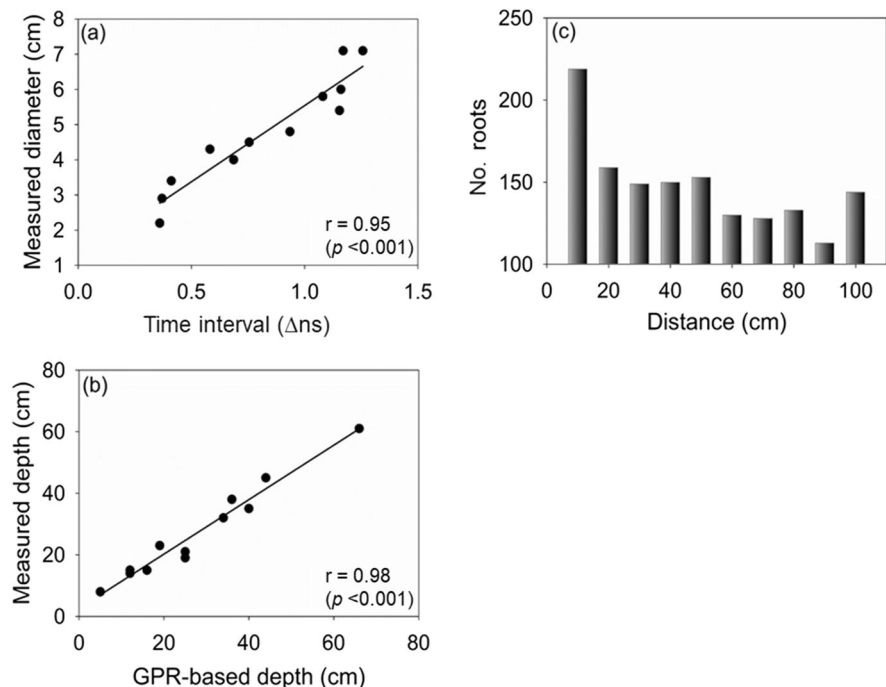 (a)
8
7
6
5
4
3
2
1
Measured diameter (cm)
r = 0.95
(p <0.001)
0.0 0.5 1.0 1.5
Time interval (Δns)
(c)
250
200
150
100
No. roots
0 20 40 60 80 100
Distance (cm)
(b)
80
60
40
20
0
Measured depth (cm)
r = 0.98
(p <0.001)
0 20 40 60 80
GPR-based depth (cm)